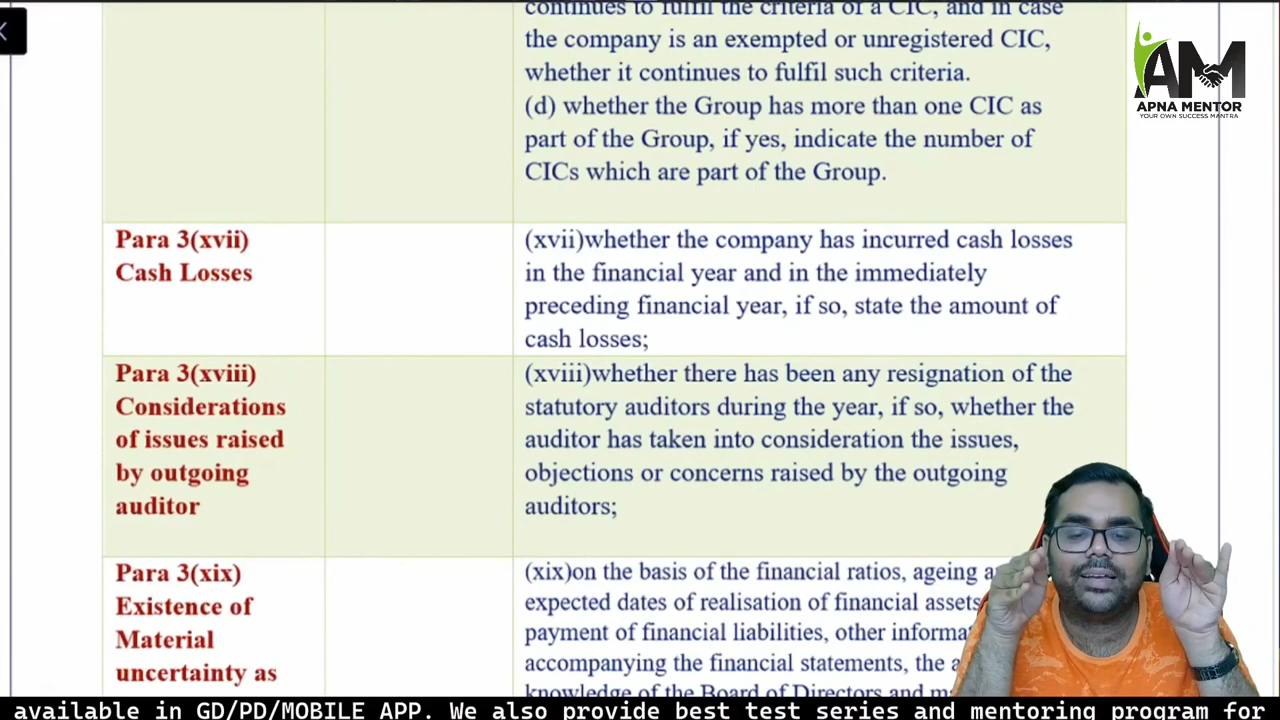 continues to fulfil the criteria of a CIC, and in case
the company is an exempted or unregistered CIC,
whether it continues to fulfil such criteria.
(d) whether the Group has more than one CIC as
part of the Group, if yes, indicate the number of
CICs which are part of the Group.
AM
APNA MENTOR
YOUR OWN SUCCESS MANTRA
Para 3(xvii)
Cash Losses
(xvii)whether the company has incurred cash losses
in the financial year and in the immediately
preceding financial year, if so, state the amount of
cash losses;
Para 3(xviii)
Considerations
of issues raised
by outgoing
auditor
(xviii)whether there has been any resignation of the
statutory auditors during the year, if so, whether the
auditor has taken into consideration the issues,
objections or concerns raised by the outgoing
auditors;
Para 3(xix)
Existence of
Material
uncertainty as
(xix)on the basis of the financial ratios, ageing
expected dates of realisation of financial assets
payment of financial liabilities, other
accompanying the financial statements, the
knowledge of the Board of Directors and
available in GD/PD/MOBILE APP. We also provide best test series and mentoring program for